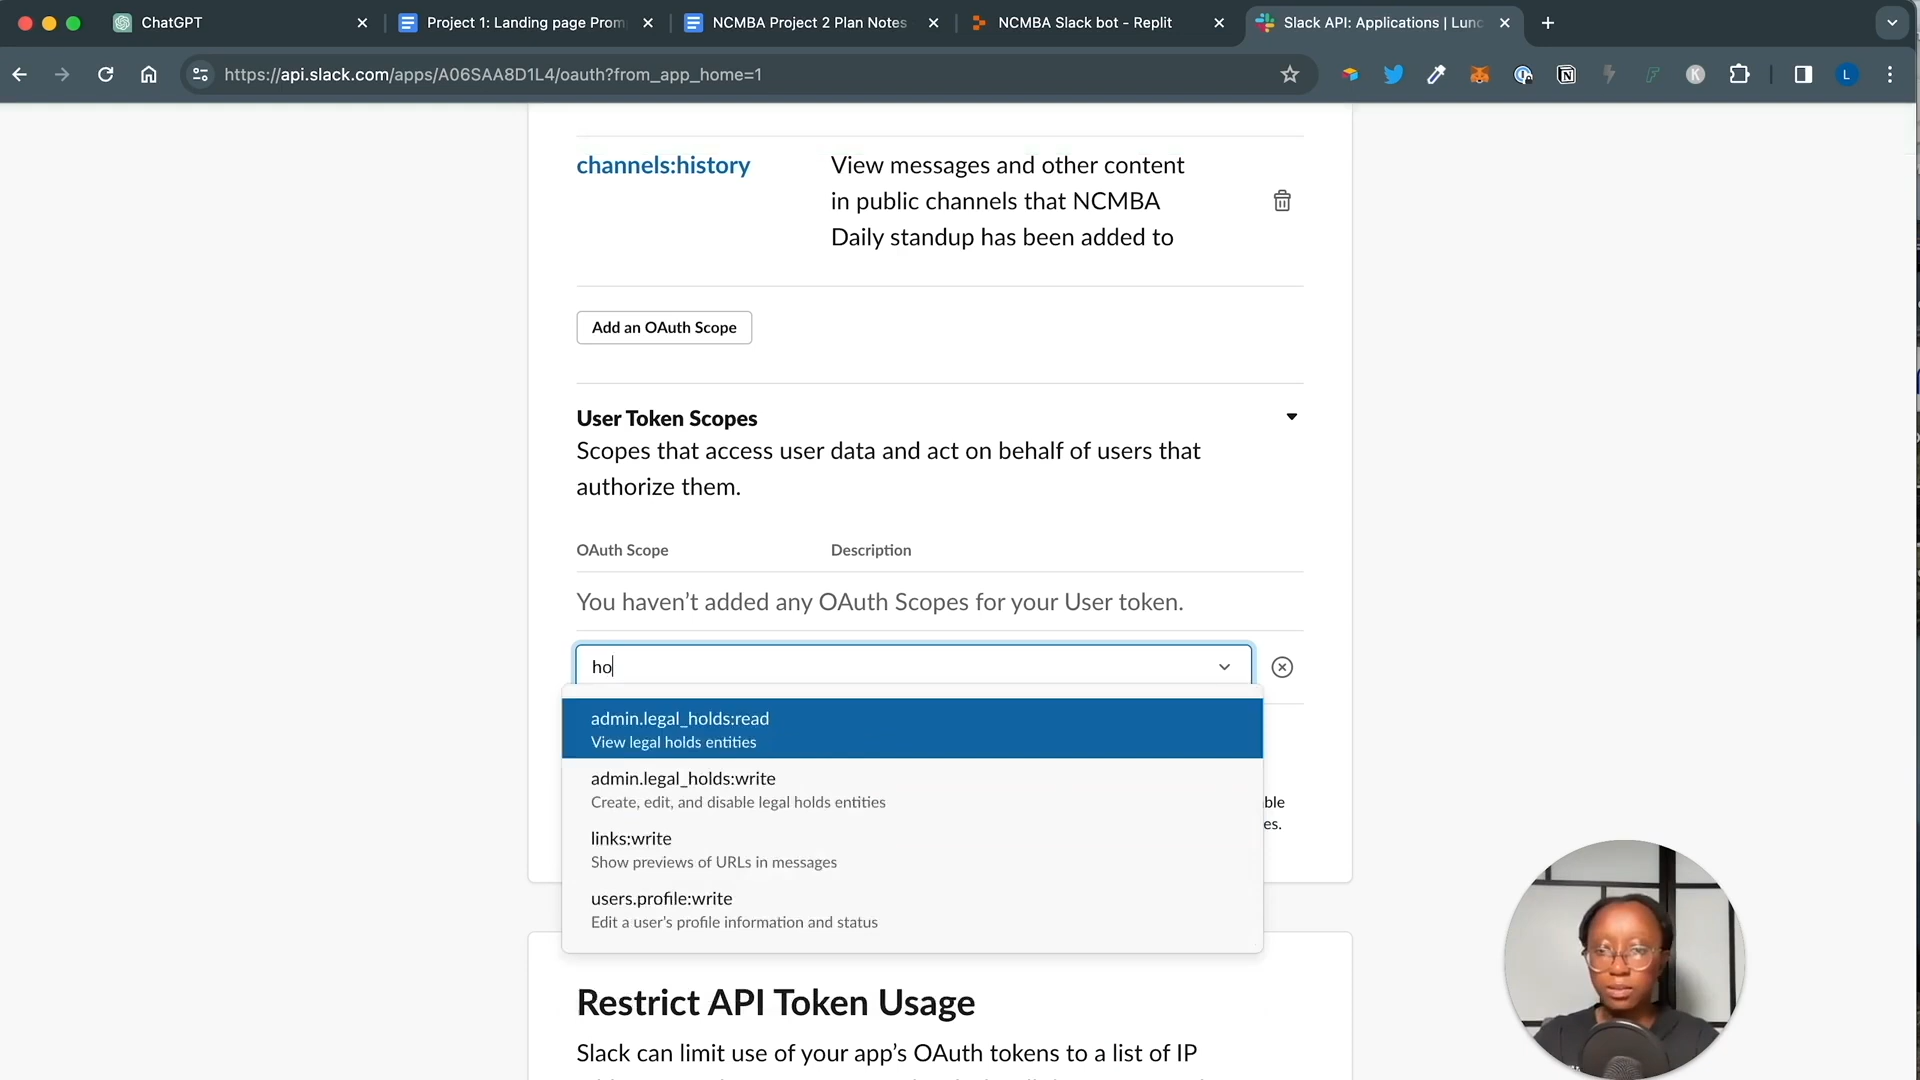 ChatGPT
Project 1: Landing page Prom
NCMBA Project 2 Plan Notes
NCMBA Slack bot - Replit
Slack API: Applications | Lunc
https://api.slack.com/apps/A06SAA8D1L4/oauth?from_app_home=1
K
L
channels:history
View messages and other content
in public channels that NCMBA
Daily standup has been added to
Add an OAuth Scope
User Token Scopes
Scopes that access user data and act on behalf of users that
authorize them.
OAuth Scope
Description
You haven’t added any OAuth Scopes for your User token.
ho
admin.legal_holds:read
View legal holds entities
admin.legal_holds:write
Create, edit, and disable legal holds entities
ble
links:write
es.
Show previews of URLs in messages
users.profile:write
Edit a user’s profile information and status
Restrict API Token Usage
Slack can limit use of your app’s OAuth tokens to a list of IP